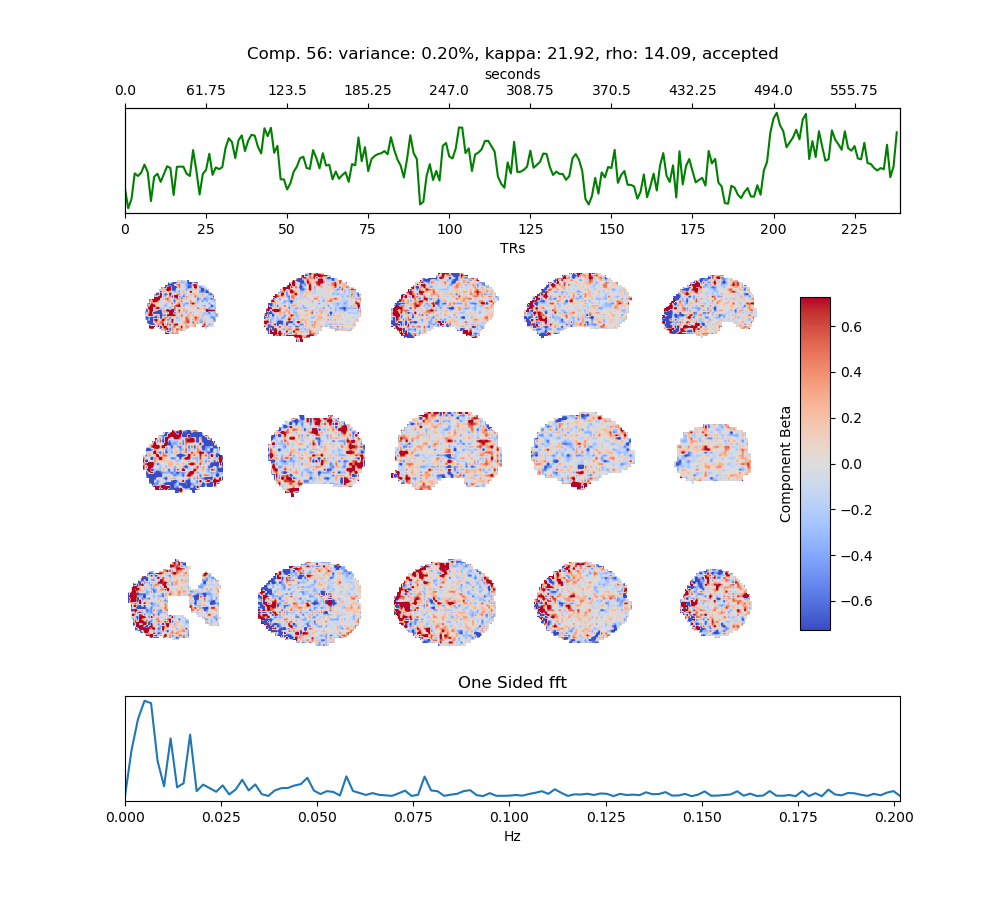 Comp. 56: variance: 0.20%, kappa: 21.92, rho: 14.09, accepted
seconds
0.0 61.75 123.5 185.25 247.0 308.75 370.5 432.25 494.0 555.75
0 25 50 75 100 125 150 175 200 225
TRs
0.6
0.4
0.2
0.0
−0.2
−0.4
−0.6
Component Beta
One Sided fft
0.000 0.025 0.050 0.075 0.100 0.125 0.150 0.175 0.200
Hz